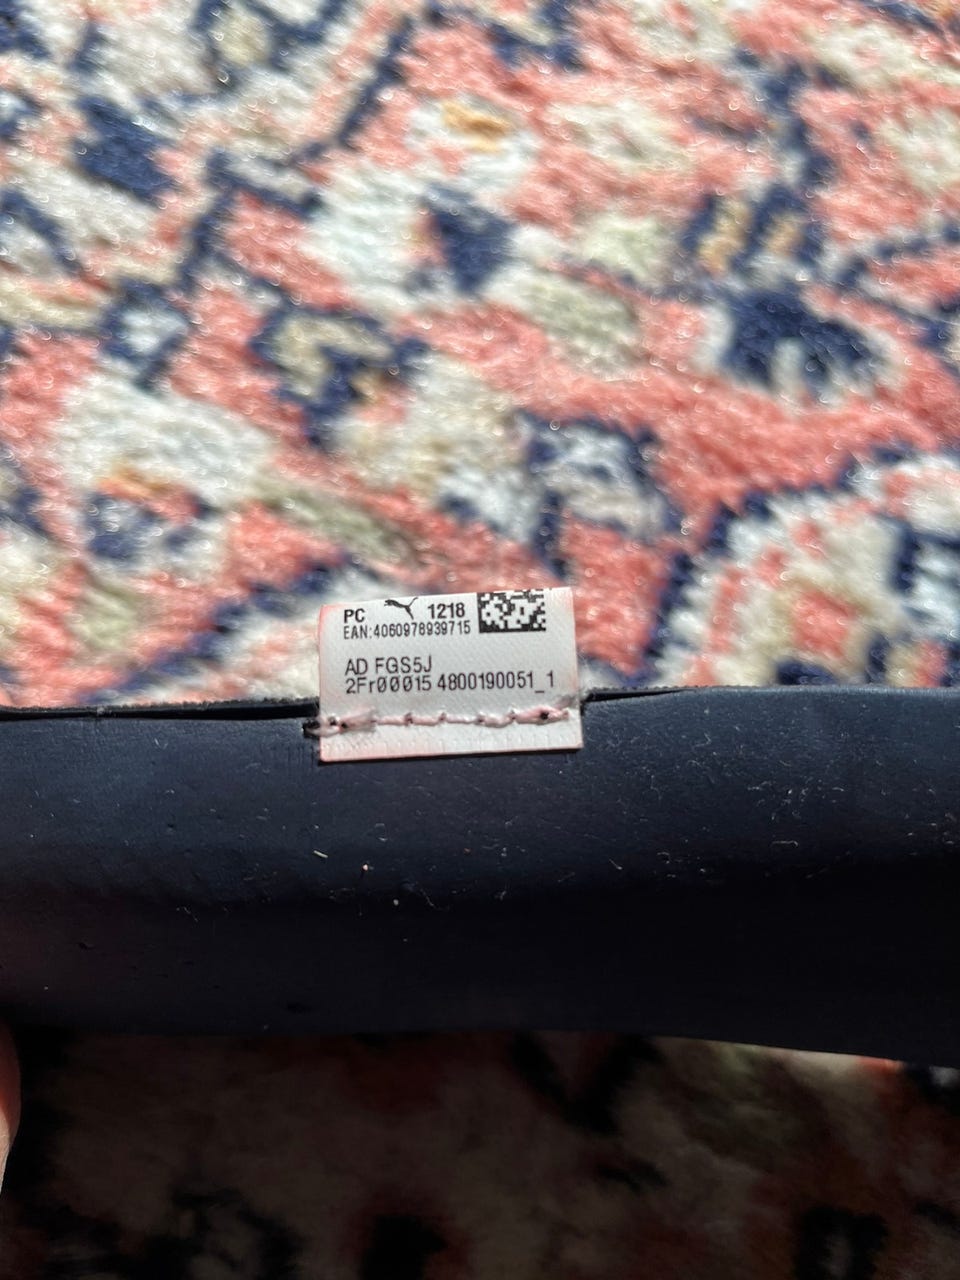 PC 1218
EAN:4060978939715
AD FGS5J
2Fr00015 4800190051_1